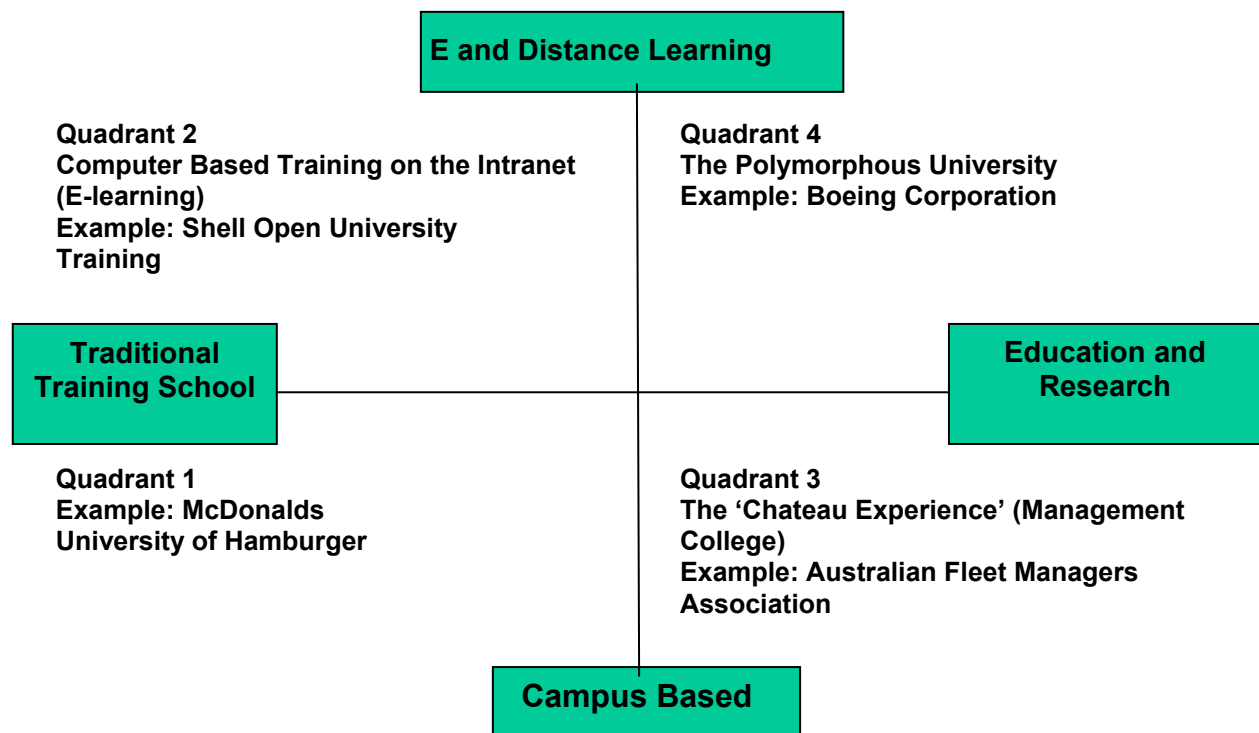 E and Distance Learning
Quadrant 2
Computer Based Training on the Intranet
(E-learning)
Example: Shell Open University
Training
Quadrant 4
The Polymorphous University
Example: Boeing Corporation
Traditional
Training School
Education and
Research
Quadrant 1
Example: McDonalds
University of Hamburger
Quadrant 3
The ‘Chateau Experience’ (Management
College)
Example: Australian Fleet Managers
Association
Campus Based